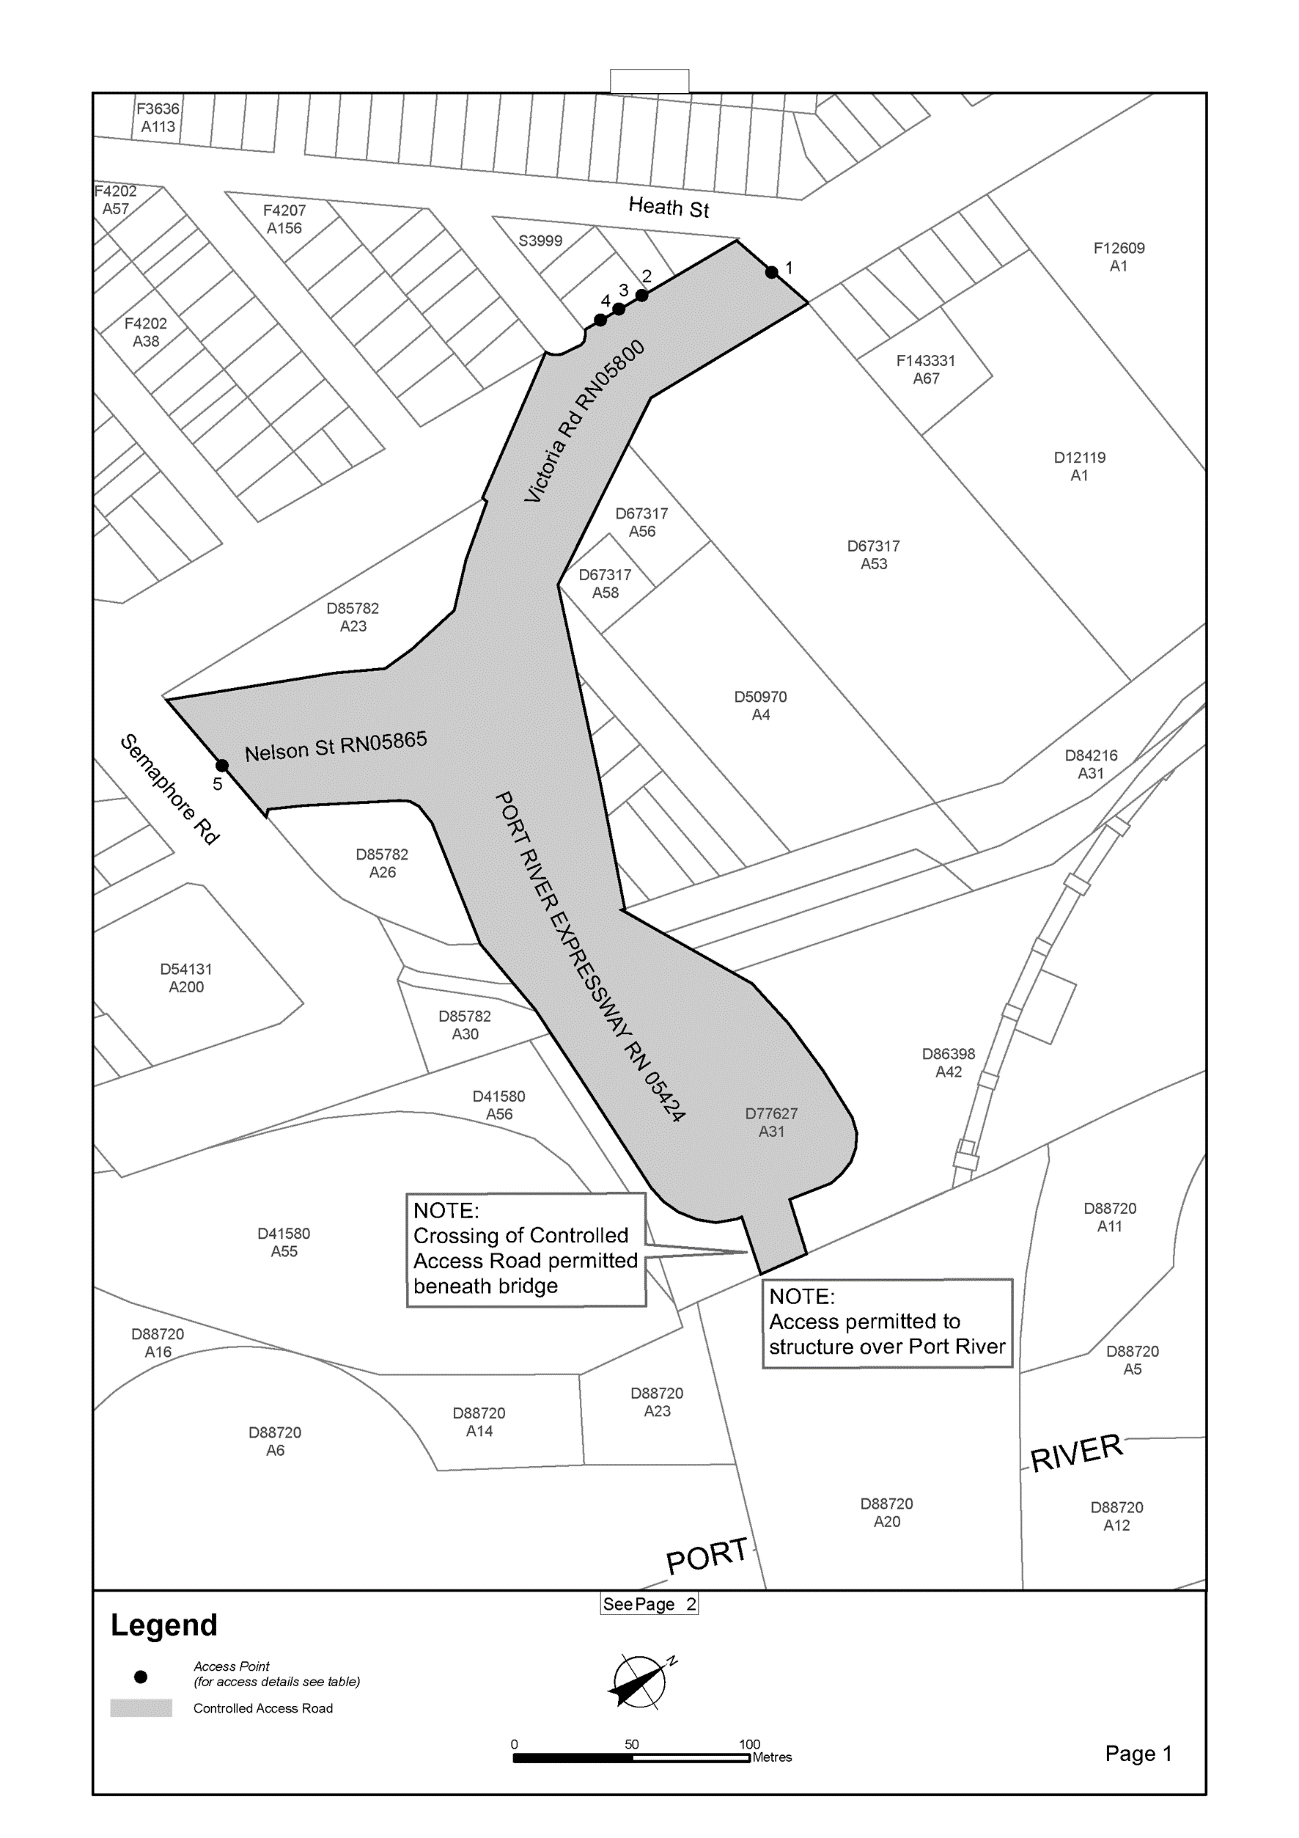 F3636
A113
F4202
A57
F4207
A156
Heath St
S3999
F12609
A1
1
2
3
4
F4202
A38
F143331
A67
Victoria Rd RN05800
D12119
A1
D67317
A56
D67317
A53
D67317
A58
D85782
A23
D50970
A4
Nelson St RN05865
Semaphore Rd
5
D84216
A31
PORT RIVER EXPRESSWAY RN 05424
D85782
A26
D54131
A200
D85782
A30
D86398
A42
D41580
A56
D77627
A31
NOTE:
Crossing of Controlled
Access Road permitted
beneath bridge
D88720
A11
D41580
A55
NOTE:
Access permitted to
structure over Port River
D88720
A16
D88720
A5
D88720
A23
D88720
A14
D88720
A6
RIVER
D88720
A20
D88720
A12
PORT
See Page 2
Legend
Access Point
(for access details see table)
Controlled Access Road
N
0 50 100
Metres
Page 1